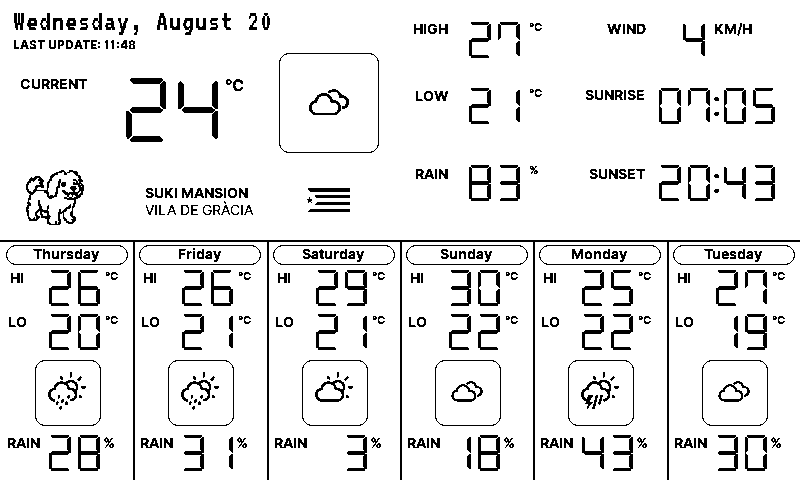 Wednesday, August 20
LAST UPDATE: 11:48
CURRENT 24 °C
SUKI MANSION
VILA DE GRÀCIA
HIGH 27 °C
LOW 21 °C
RAIN 83 %
WIND 4 KM/H
SUNRISE 07:05
SUNSET 20:43
Thursday
HI 26 °C
LO 20 °C
RAIN 28 %
Friday
HI 26 °C
LO 21 °C
RAIN 31 %
Saturday
HI 29 °C
LO 21 °C
RAIN 3 %
Sunday
HI 30 °C
LO 22 °C
RAIN 18 %
Monday
HI 25 °C
LO 22 °C
RAIN 43 %
Tuesday
HI 27 °C
LO 19 °C
RAIN 30 %